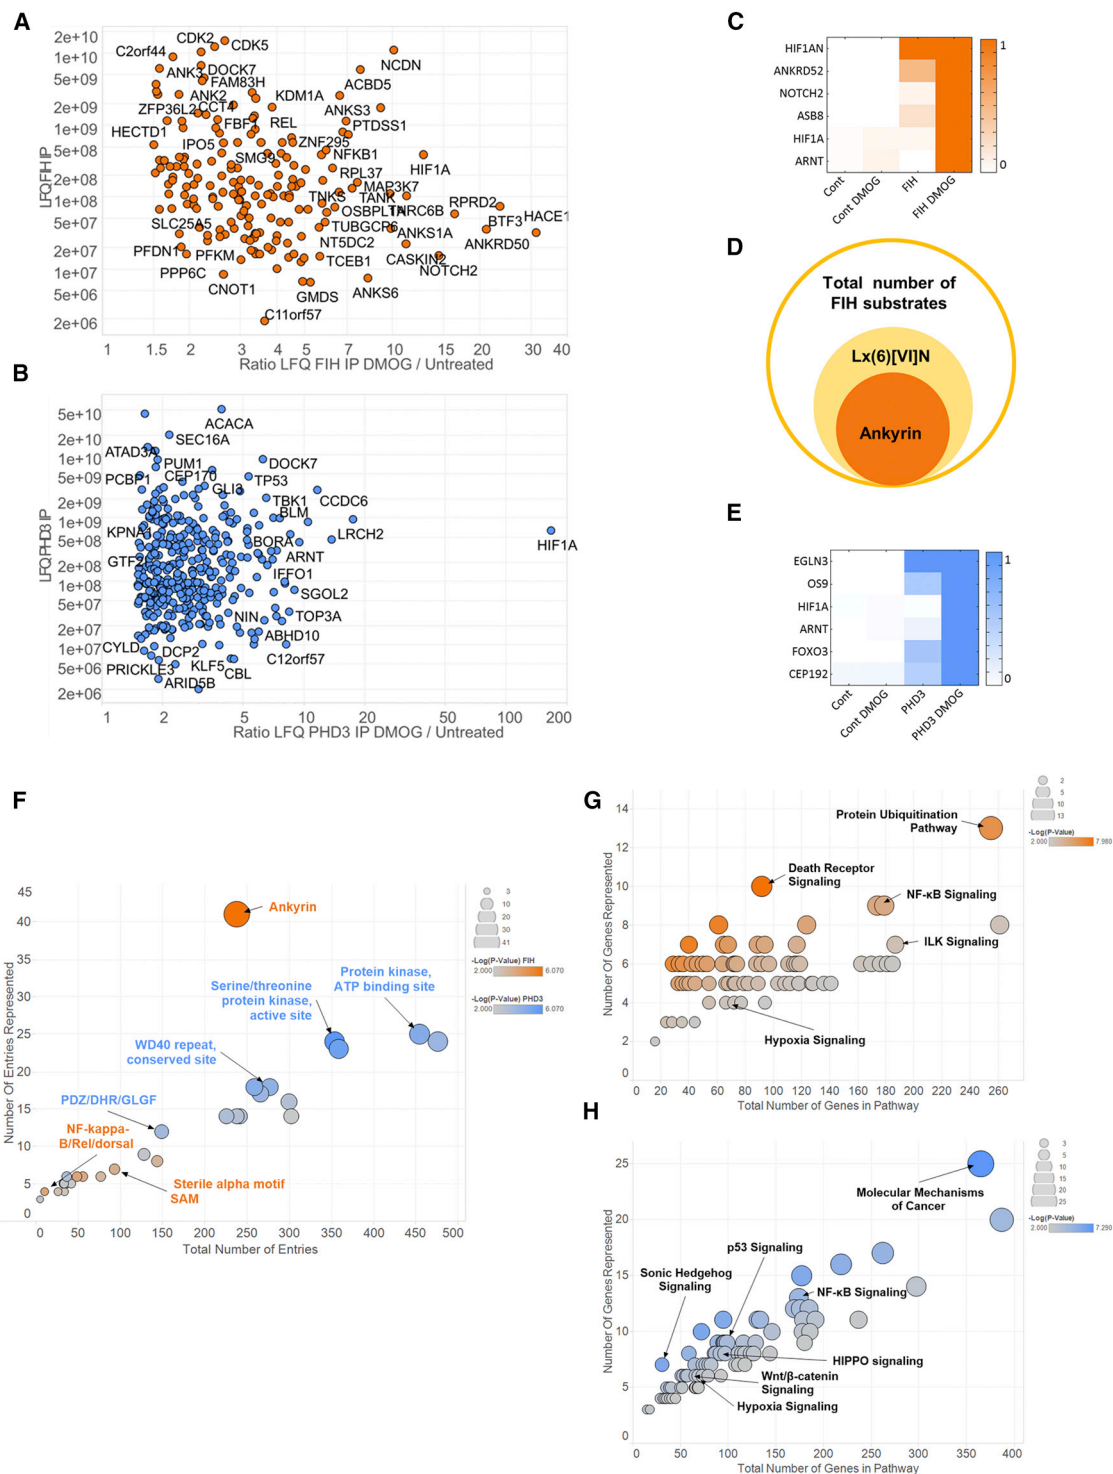 A
2e+10
1e+10
5e+09
2e+09
1e+09
5e+08
2e+08
1e+08
5e+07
2e+07
1e+07
5e+06
2e+06
LFQ FIH IP
CDK2
CDK5
C2orf44
NCDN
ANK3
DOCK7
FAM83H
ACBD5
ANK2
KDM1A
ZFP36L2
CCT4
ANKS3
FBF1
REL
PTDSS1
HECTD1
IPO5
ZNF295
NFKB1
SMG9
HIF1A
RPL37
MAP3K7
TNKS
TANK
TNRC6B
RPRD2
OSBPL1A
BTF3
HACE1
SLC25A5
TUBGCP6
ANKS1A
ANKRD50
PFDN1
PFKM
NT5DC2
TCEB1
CASKIN2
NOTCH2
PPP6C
CNOT1
GMDS
ANKS6
C11orf57
1 1.5 2 3 4 5 7 10 15 20 30 40
Ratio LFQ FIH IP DMOG / Untreated
B
5e+10
2e+10
1e+10
5e+09
2e+09
1e+09
5e+08
2e+08
1e+08
5e+07
2e+07
1e+07
5e+06
2e+06
LFQ PHD3 IP
ACACA
SEC16A
ATAD3A
PUM1
DOCK7
PCBP1
CEP170
TP53
GLI3
TBK1
CCDC6
BLM
KPNA1
LRCH2
BORA
HIF1A
GTF2
ARNT
IFFO1
SGOL2
NIN
TOP3A
ABHD10
CYLD
DCP2
C12orf57
PRICKLE3
KLF5
CBL
ARID5B
1 2 5 10 20 50 100 200
Ratio LFQ PHD3 IP DMOG / Untreated
C
HIF1AN
ANKRD52
NOTCH2
ASB8
HIF1A
ARNT
Cont
Cont DMOG
FIH
FIH DMOG
1
0
D
Total number of
FIH substrates
Lx(6)[VI]N
Ankyrin
E
EGLN3
OS9
HIF1A
ARNT
FOXO3
CEP192
Cont
Cont DMOG
PHD3
PHD3 DMOG
1
0
F
45
40
35
30
25
20
15
10
5
0
Number Of Entries Represented
Ankyrin
Protein kinase,
ATP binding site
Serine/threonine
protein kinase,
active site
WD40 repeat,
conserved site
PDZ/DHR/GLGF
NF-kappa-
B/Rel/dorsal
Sterile alpha motif
SAM
0 50 100 150 200 250 300 350 400 450 500
Total Number of Entries
3
10
20
30
41
-Log(P-Value) FIH
2.000 6.070
-Log(P-Value) PHD3
2.000 6.070
G
14
12
10
8
6
4
2
0
Number Of Genes Represented
Protein Ubiquitination
Pathway
Death Receptor
Signaling
NF-κB Signaling
ILK Signaling
Hypoxia Signaling
0 20 40 60 80 100 120 140 160 180 200 220 240 260
Total Number of Genes in Pathway
2
5
10
13
-Log(P-Value)
2.000 7.980
H
25
20
15
10
5
0
Number Of Genes Represented
Molecular Mechanisms
of Cancer
p53 Signaling
Sonic Hedgehog
Signaling
NF-κB Signaling
HIPPO signaling
Wnt/β-catenin
Signaling
Hypoxia Signaling
0 50 100 150 200 250 300 350 400
Total Number of Genes in Pathway
3
5
10
15
20
25
-Log(P-Value)
2.000 7.290